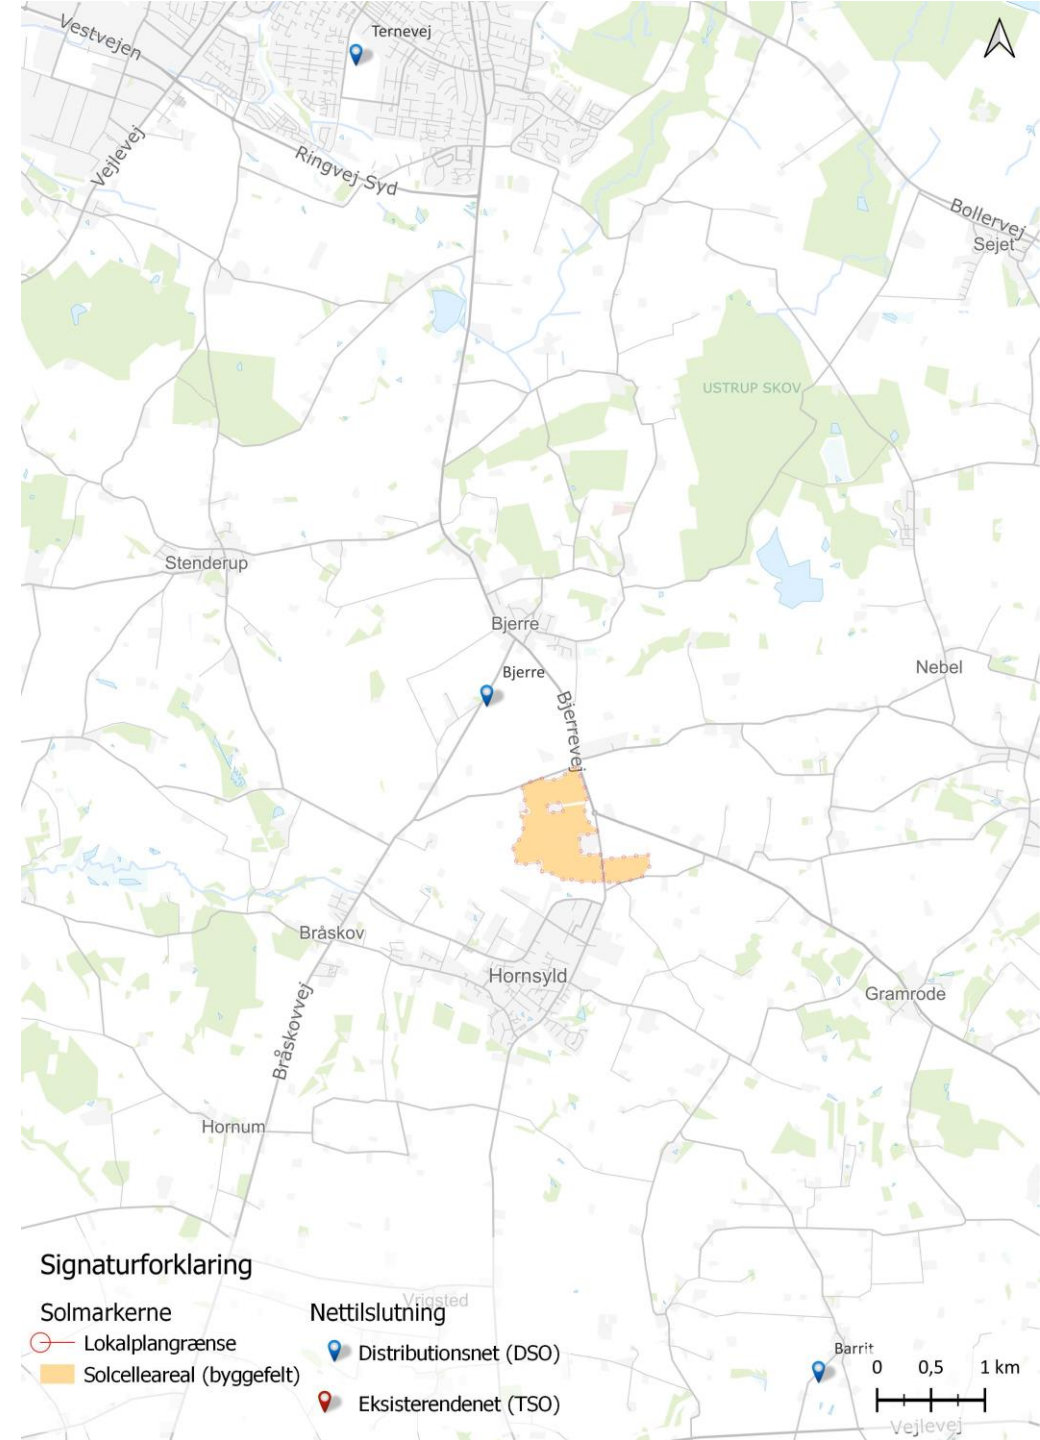 Ternevej
Vestvejen
Vejlevej
Ringvej Syd
Bollervej
Sejet
USTRUP SKOV
Stenderup
Bjerre
Nebel
Bjerre
Bjerrevej
Bråskov
Hornsyld
Gramrode
Bråskovvej
Hornum
Signaturforklaring
Vrigsted
Solmarkerne
Nettilslutning
Lokalplangrænse
Distributionsnet (DSO)
Solcelleareal (byggefelt)
Eksisterendenet (TSO)
Barrit
0 0,5 1 km
Vejlevej